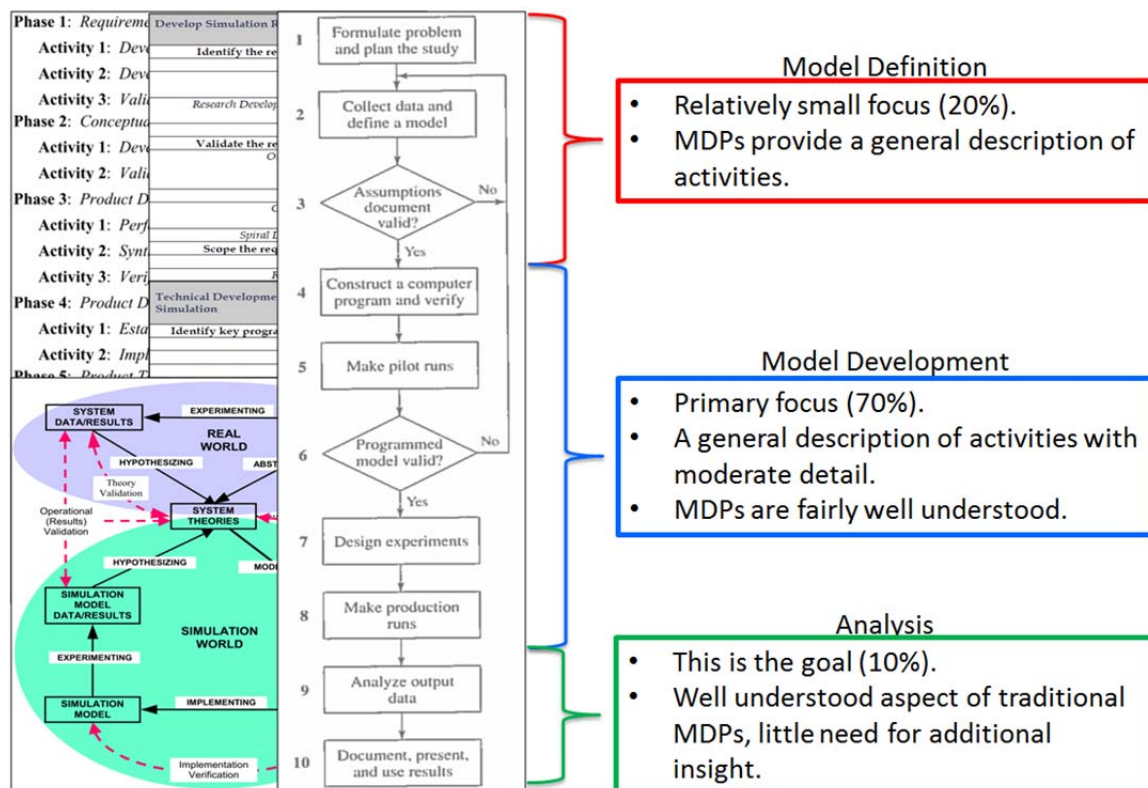 Phase 1: Requireme
Activity 1: Deve
Activity 2: Deve
Activity 3: Vali
Phase 2: Conceptua
Activity 1: Deve
Activity 2: Vali
Phase 3: Product D
Activity 1: Perf
Activity 2: Synt
Activity 3: Verif
Phase 4: Product D
Activity 1: Esta
Activity 2: Impl
Phase 5: Product T
Develop Simulation R
Identify the re
Research Develop
Validate the re
O
C
Spiral D
Scope the req
R
Technical Developme
Simulation
Identify key progra
SYSTEM
DATA/RESULTS
EXPERIMENTING
REAL
WORLD
HYPOTHESIZING
ABST
Theory
Validation
Operational
(Results)
Validation
SYSTEM
THEORIES
HYPOTHESIZING
MODE
SIMULATION
MODEL
DATA/RESULTS
SIMULATION
WORLD
EXPERIMENTING
SIMULATION
MODEL
IMPLEMENTING
Implementation
Verification
1
Formulate problem
and plan the study
2
Collect data and
define a model
3
Assumptions
document
valid?
No
Yes
4
Construct a computer
program and verify
5
Make pilot runs
6
Programmed
model valid?
No
Yes
7
Design experiments
8
Make production
runs
9
Analyze output
data
10
Document, present,
and use results
Model Definition
• Relatively small focus (20%).
• MDPs provide a general description of
activities.
Model Development
• Primary focus (70%).
• A general description of activities with
moderate detail.
• MDPs are fairly well understood.
Analysis
• This is the goal (10%).
• Well understood aspect of traditional
MDPs, little need for additional
insight.